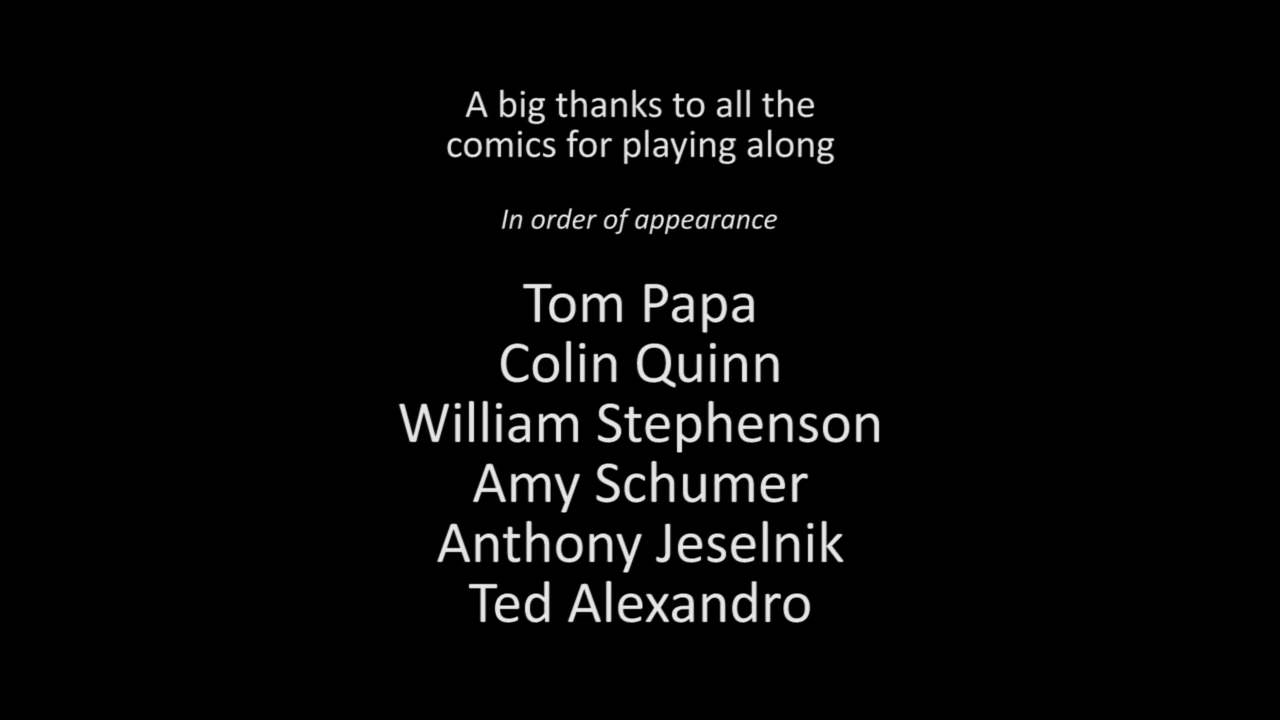 A big thanks to all the
comics for playing along
In order of appearance
Tom Papa
Colin Quinn
William Stephenson
Amy Schumer
Anthony Jeselnik
Ted Alexandro